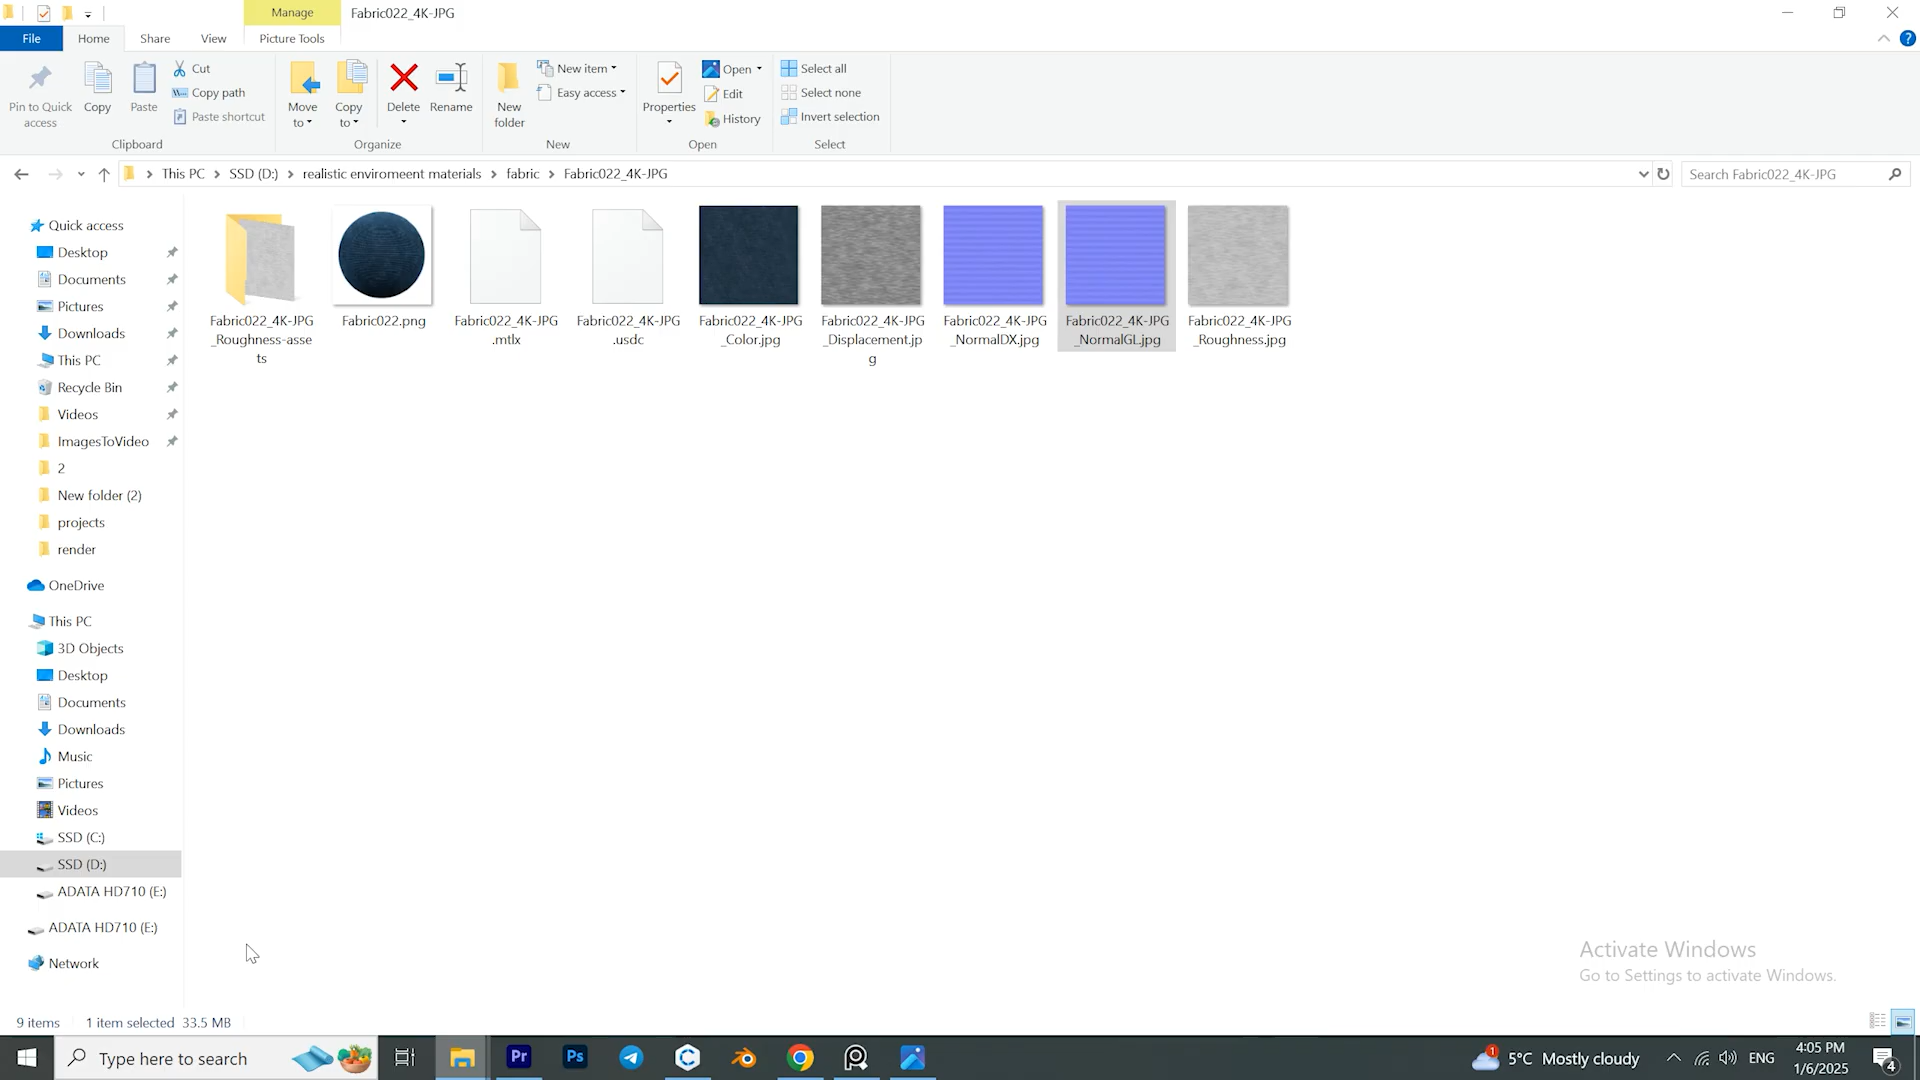 Manage
Fabric022_4K-JPG
File
Home
Share
View
Picture Tools
Pin to Quick
access
Copy
Paste
Cut
Copy path
Paste shortcut
Clipboard
Move
to
Copy
to
Delete
Rename
Organize
New
folder
New item
Easy access
New
Properties
Open
Edit
History
Open
Select all
Select none
Invert selection
Select
This PC
SSD (D:)
realistic enviromeent materials
fabric
Fabric022_4K-JPG
Search Fabric022_4K-JPG
Quick access
Desktop
Documents
Pictures
Downloads
This PC
Recycle Bin
Videos
ImagesToVideo
2
New folder (2)
projects
render
OneDrive
This PC
3D Objects
Desktop
Documents
Downloads
Music
Pictures
Videos
SSD (C:)
SSD (D:)
ADATA HD710 (E:)
ADATA HD710 (E:)
Network
Fabric022_4K-JPG
_Roughness-asse
ts
Fabric022.png
Fabric022_4K-JPG
.mtlx
Fabric022_4K-JPG
.usdc
Fabric022_4K-JPG
_Color.jpg
Fabric022_4K-JPG
_Displacement.jp
g
Fabric022_4K-JPG
_NormalDX.jpg
Fabric022_4K-JPG
_NormalGL.jpg
Fabric022_4K-JPG
_Roughness.jpg
Activate Windows
Go to Settings to activate Windows.
9 items
1 item selected 33.5 MB
Type here to search
Pr
Ps
1
5°C Mostly cloudy
ENG
4:05 PM
1/6/2025
4